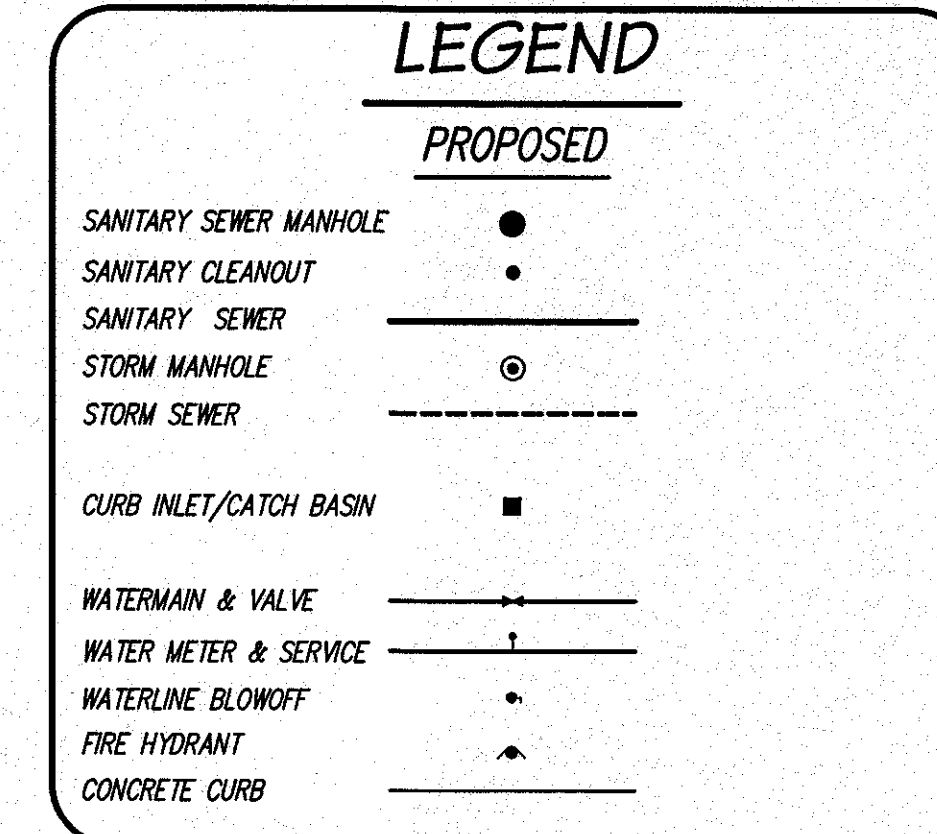 LEGEND
PROPOSED
SANITARY SEWER MANHOLE
SANITARY CLEANOUT
SANITARY SEWER
STORM MANHOLE
STORM SEWER
CURB INLET/CATCH BASIN
WATERMAIN & VALVE
WATER METER & SERVICE
WATERLINE BLOWOFF
FIRE HYDRANT
CONCRETE CURB